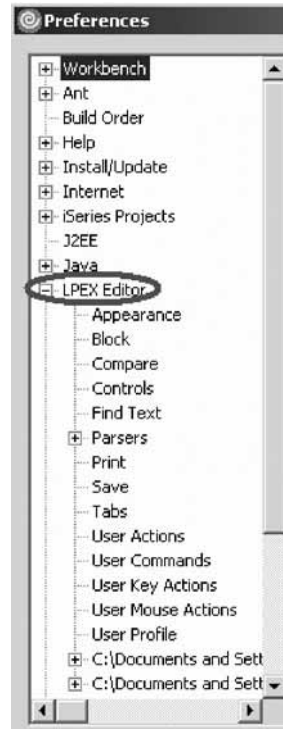 Preferences
Workbench
Ant
Build Order
Help
Install/Update
Internet
iSeries Projects
J2EE
Java
LPEX Editor
Appearance
Block
Compare
Controls
Find Text
Parsers
Print
Save
Tabs
User Actions
User Commands
User Key Actions
User Mouse Actions
User Profile
C:\Documents and Sett
C:\Documents and Sett